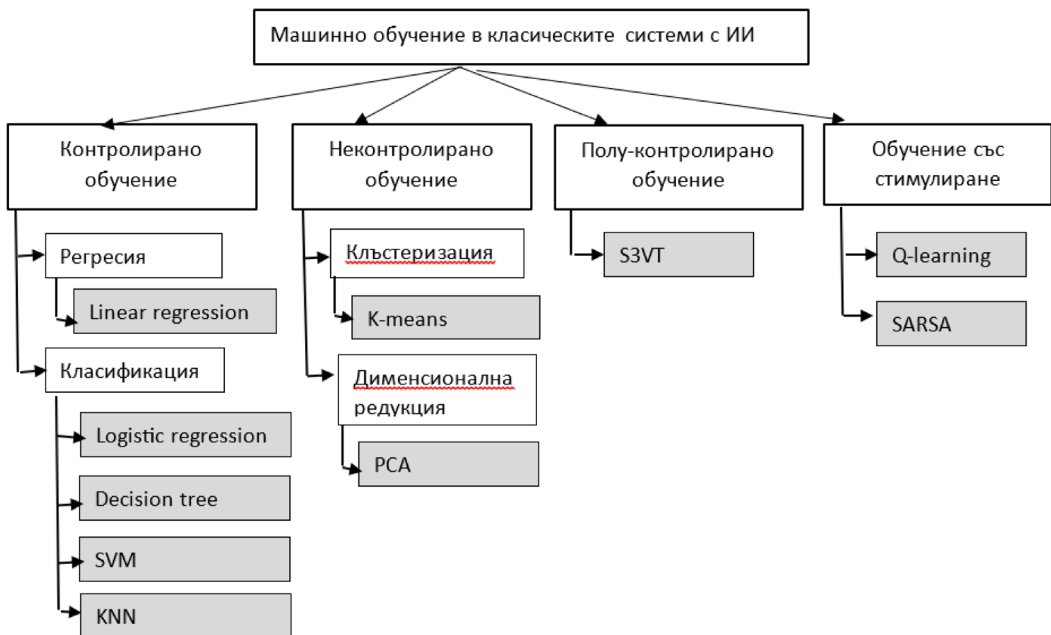 Машинно обучение в класическите системи с ИИ
Контролирано
обучение
Неконтролирано
обучение
Полу-контролирано
обучение
Обучение със
стимулиране
Регресия
Linear regression
Класификация
Logistic regression
Decision tree
SVM
KNN
Клъстеризация
K-means
Дименсионална
редукция
PCA
S3VT
Q-learning
SARSA